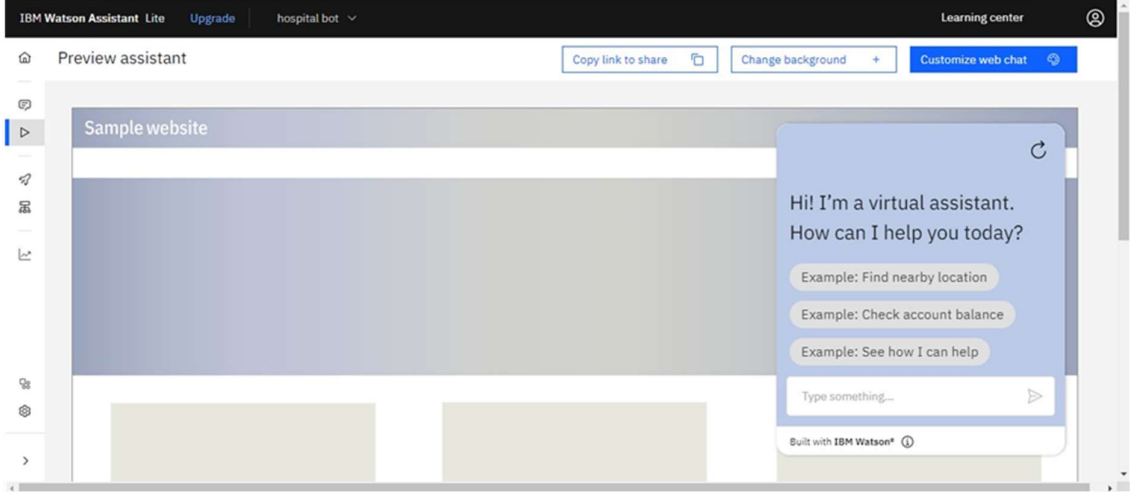 IBM Watson Assistant Lite Upgrade hospital bot Learning center
Preview assistant Copy link to share Change background + Customize web chat
Sample website
Hi! I'm a virtual assistant.
How can I help you today?
Example: Find nearby location
Example: Check account balance
Example: See how I can help
Type something...
Built with IBM Watson®